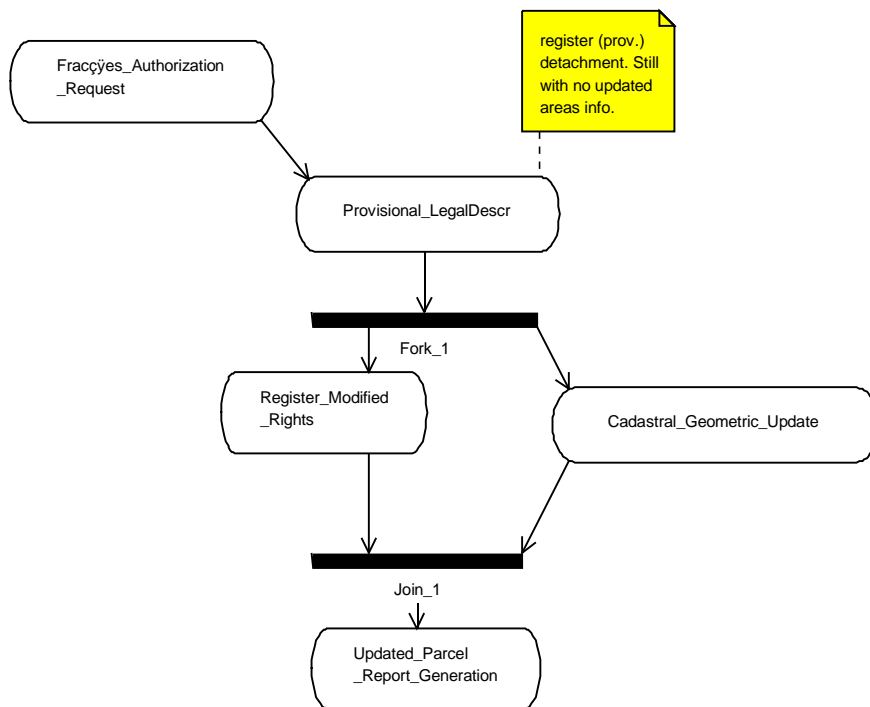 Fracçÿes_Authorization
_Request
register (prov.)
detachment. Still
with no updated
areas info.
Provisional_LegalDescr
Fork_1
Register_Modified
_Rights
Cadastral_Geometric_Update
Join_1
Updated_Parcel
_Report_Generation